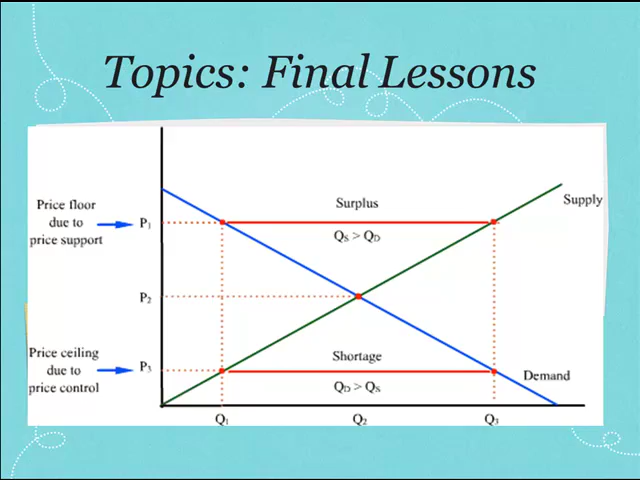 Topics: Final Lessons
Price floor
due to
price support
P₁
Surplus
Qs > QD
Supply
P₂
Price ceiling
due to
price control
P₃
Shortage
QD > Qs
Demand
Q₁
Q₂
Q₃